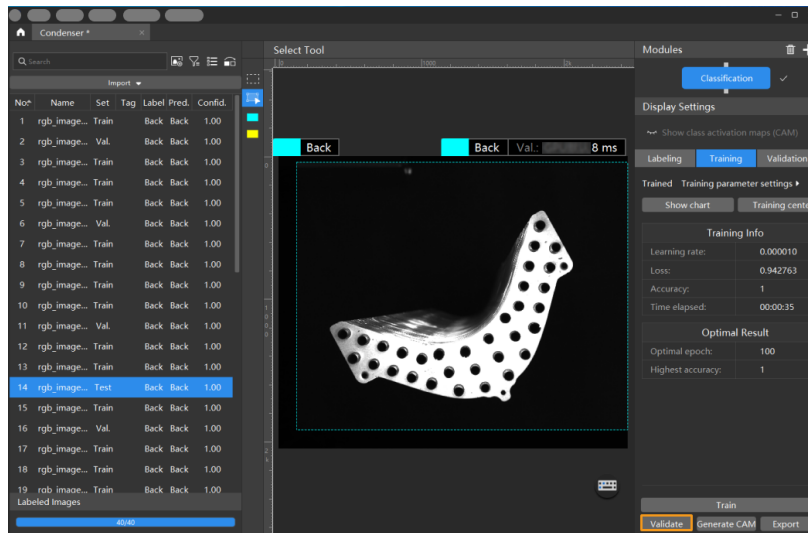 Condenser *
Search
Import
No. Name Set Tag Label Pred. Confid.
1 rgb_image... Train Back Back 1.00
2 rgb_image... Val. Back Back 1.00
3 rgb_image... Train Back Back 1.00
4 rgb_image... Train Back Back 1.00
5 rgb_image... Train Back Back 1.00
6 rgb_image... Val. Back Back 1.00
7 rgb_image... Train Back Back 1.00
8 rgb_image... Train Back Back 1.00
9 rgb_image... Train Back Back 1.00
10 rgb_image... Train Back Back 1.00
11 rgb_image... Val. Back Back 1.00
12 rgb_image... Train Back Back 1.00
13 rgb_image... Train Back Back 1.00
14 rgb_image... Test Back Back 1.00
15 rgb_image... Train Back Back 1.00
16 rgb_image... Val. Back Back 1.00
17 rgb_image... Train Back Back 1.00
18 rgb_image... Train Back Back 1.00
19 rgb_image... Train Back Back 1.00
Labeled Images
40/40
Select Tool
0 1000 2k
Back
Back Val.: 8 ms
0
1000
2k
Modules
Classification
Display Settings
Show class activation maps (CAM)
Labeling Training Validation
Trained Training parameter settings
Show chart Training cente
Training Info
Learning rate: 0.000010
Loss: 0.942763
Accuracy: 1
Time elapsed: 00:00:35
Optimal Result
Optimal epoch: 100
Highest accuracy: 1
Train
Validate Generate CAM Export